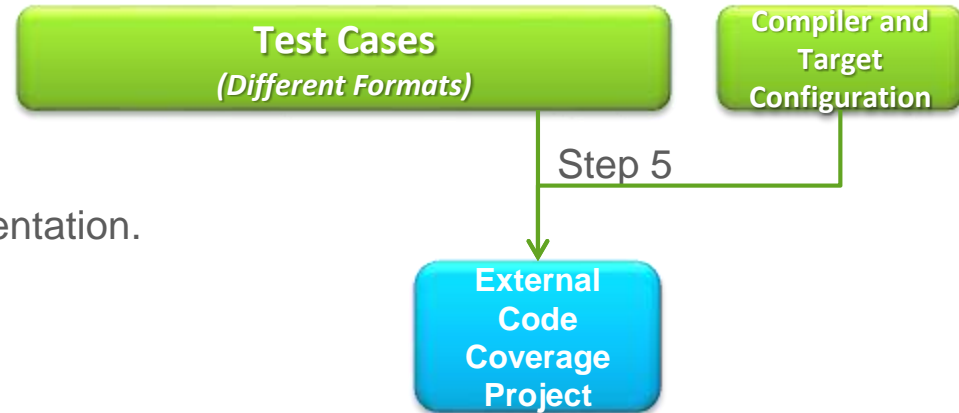 Test Cases
(Different Formats)
Compiler and
Target
Configuration
Step 5
entation.
External
Code
Coverage
Project